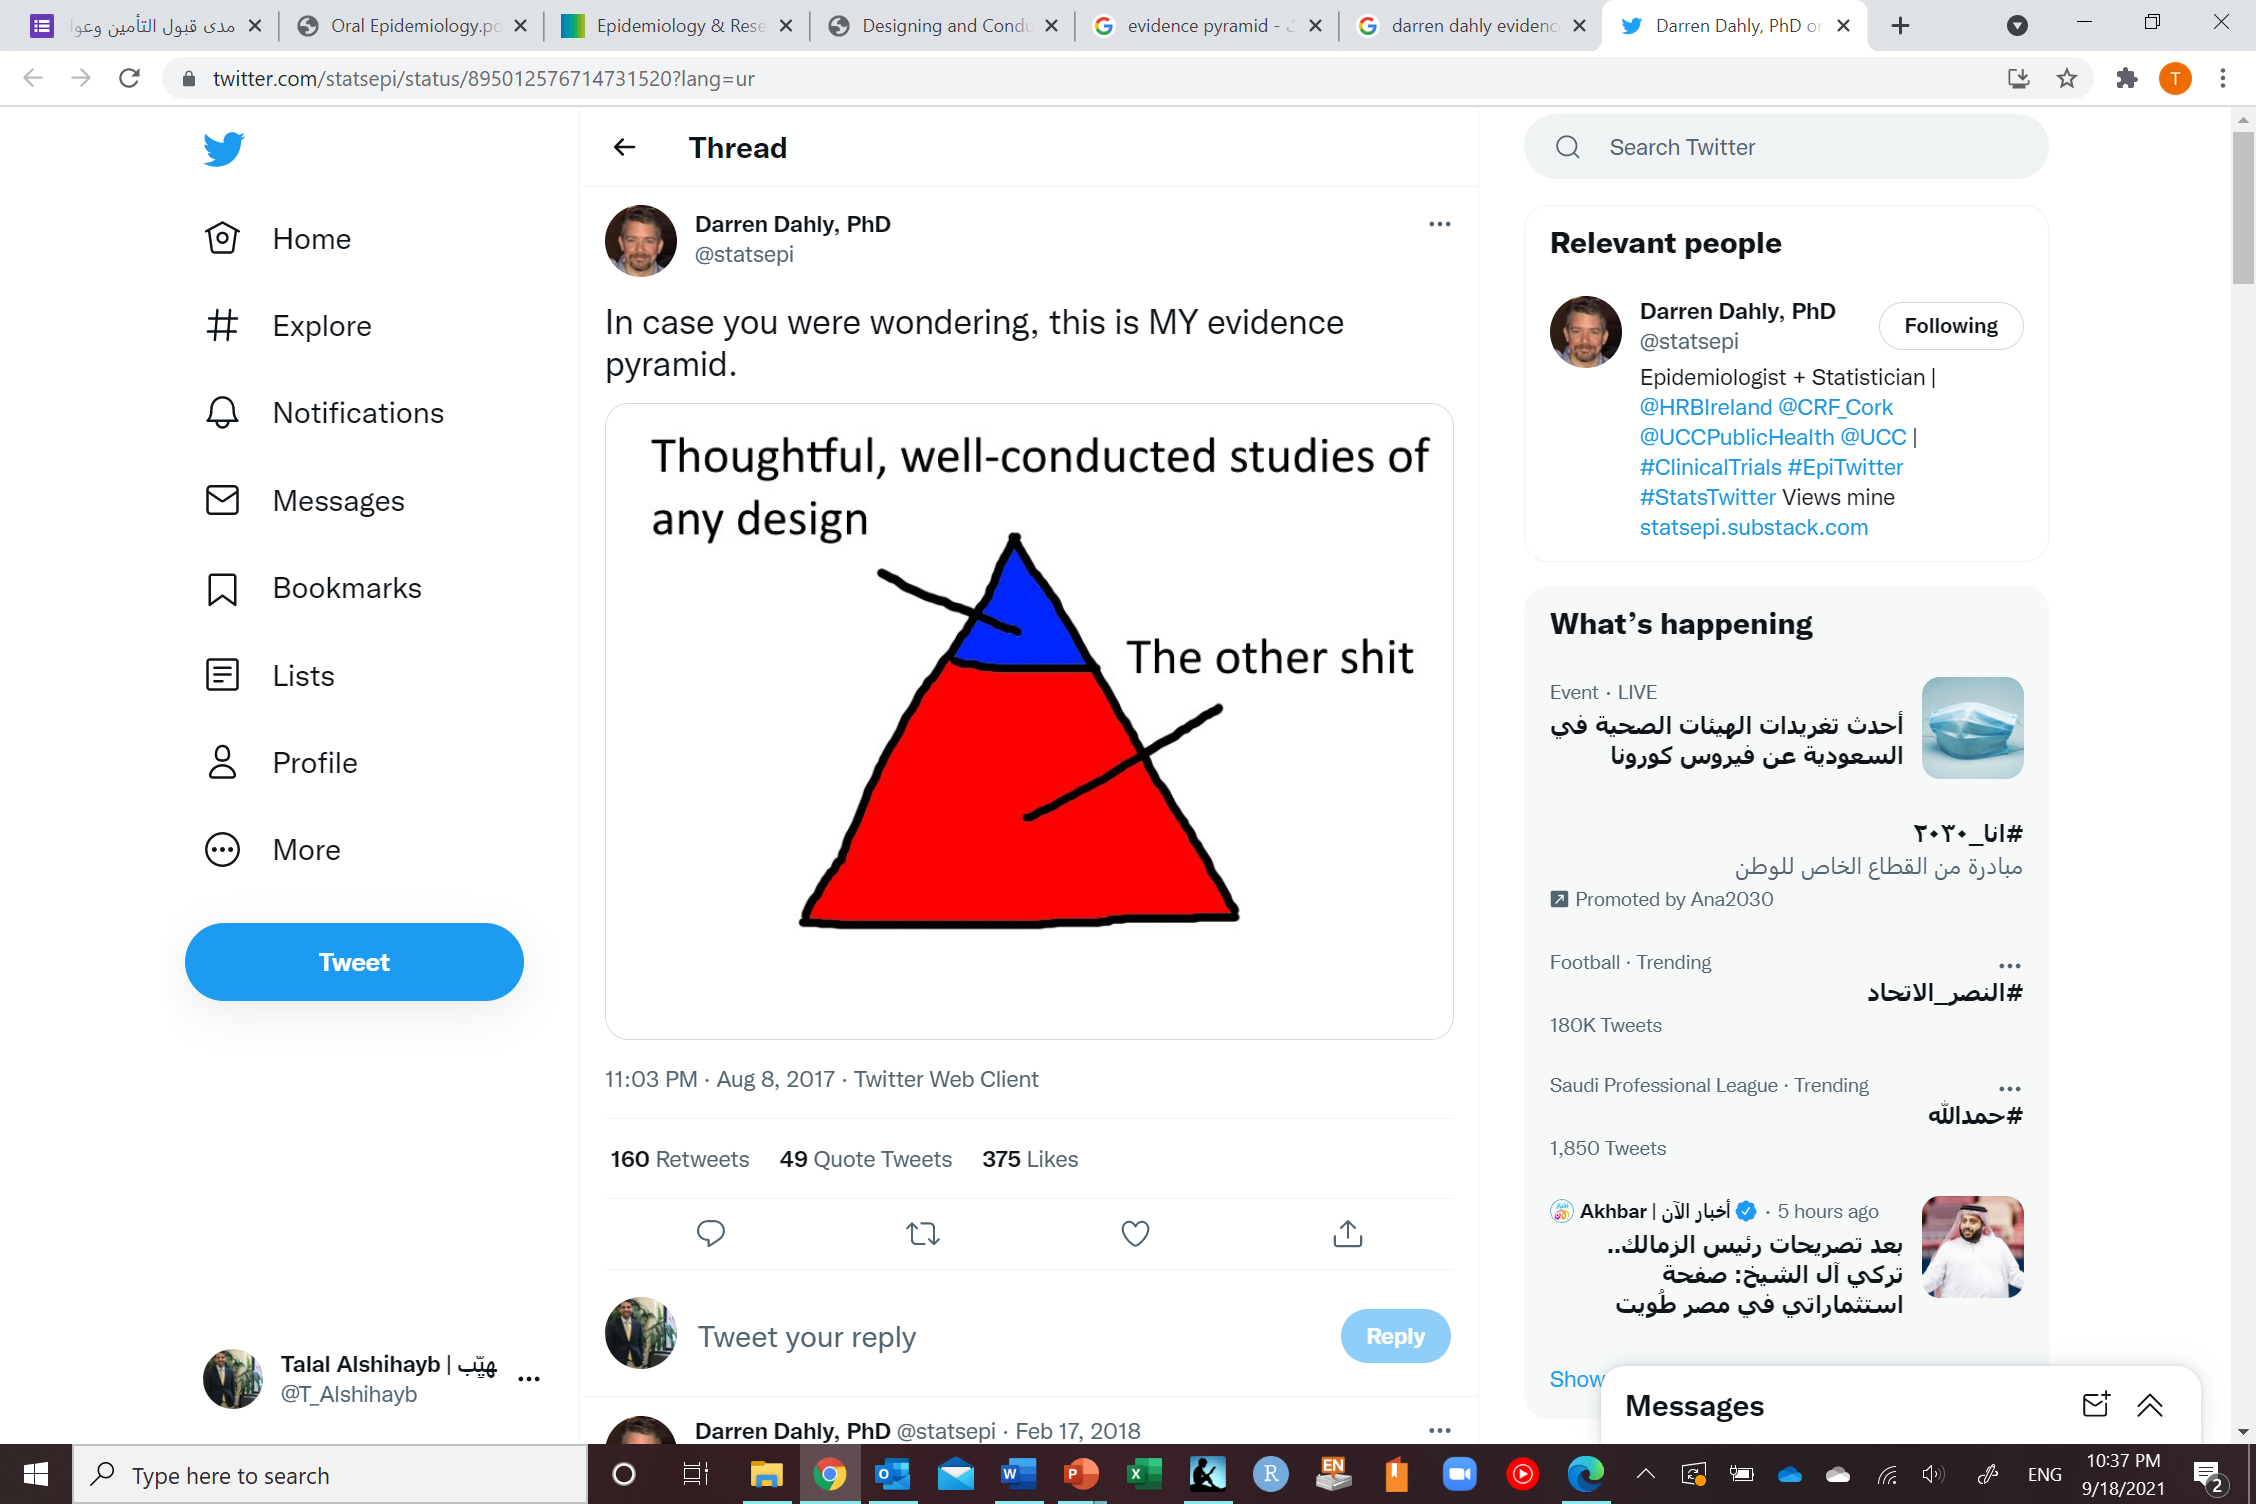 مدى قبول التأمين وعوا
Oral Epidemiology.pd
Epidemiology & Rese
Designing and Condu
evidence pyramid -
darren dahly evidenc
Darren Dahly, PhD on
twitter.com/statsepi/status/895012576714731520?lang=ur
T
Home
Explore
Notifications
Messages
Bookmarks
Lists
Profile
More
Tweet
Talal Alshihayb |
@T_Alshihayb
Thread
Darren Dahly, PhD
@statsepi
In case you were wondering, this is MY evidence
pyramid.
Thoughtful, well-conducted studies of
any design
The other shit
11:03 PM · Aug 8, 2017 · Twitter Web Client
160 Retweets 49 Quote Tweets 375 Likes
Tweet your reply
Reply
Darren Dahly, PhD @statsepi · Feb 17, 2018
Search Twitter
Relevant people
Darren Dahly, PhD
@statsepi
Following
Epidemiologist + Statistician |
@HRBIreland @CRF_Cork
@UCCPublicHealth @UCC |
#ClinicalTrials #EpiTwitter
#StatsTwitter Views mine
statsepi.substack.com
What's happening
Event · LIVE
أحدث تغريدات الهيئات الصحية في
السعودية عن فيروس كورونا
#انا_٢٠٣٠
مبادرة من القطاع الخاص للوطن
Promoted by Ana2030
Football · Trending
#النصر_الاتحاد
180K Tweets
Saudi Professional League · Trending
#حمدالله
1,850 Tweets
Akhbar | أخبار الآن · 5 hours ago
بعد تصريحات رئيس الزمالك..
تركي آل الشيخ: صفحة
استثماراتي في مصر طُويت
Show
Messages
Type here to search
EN
ENG
10:37 PM
9/18/2021
2